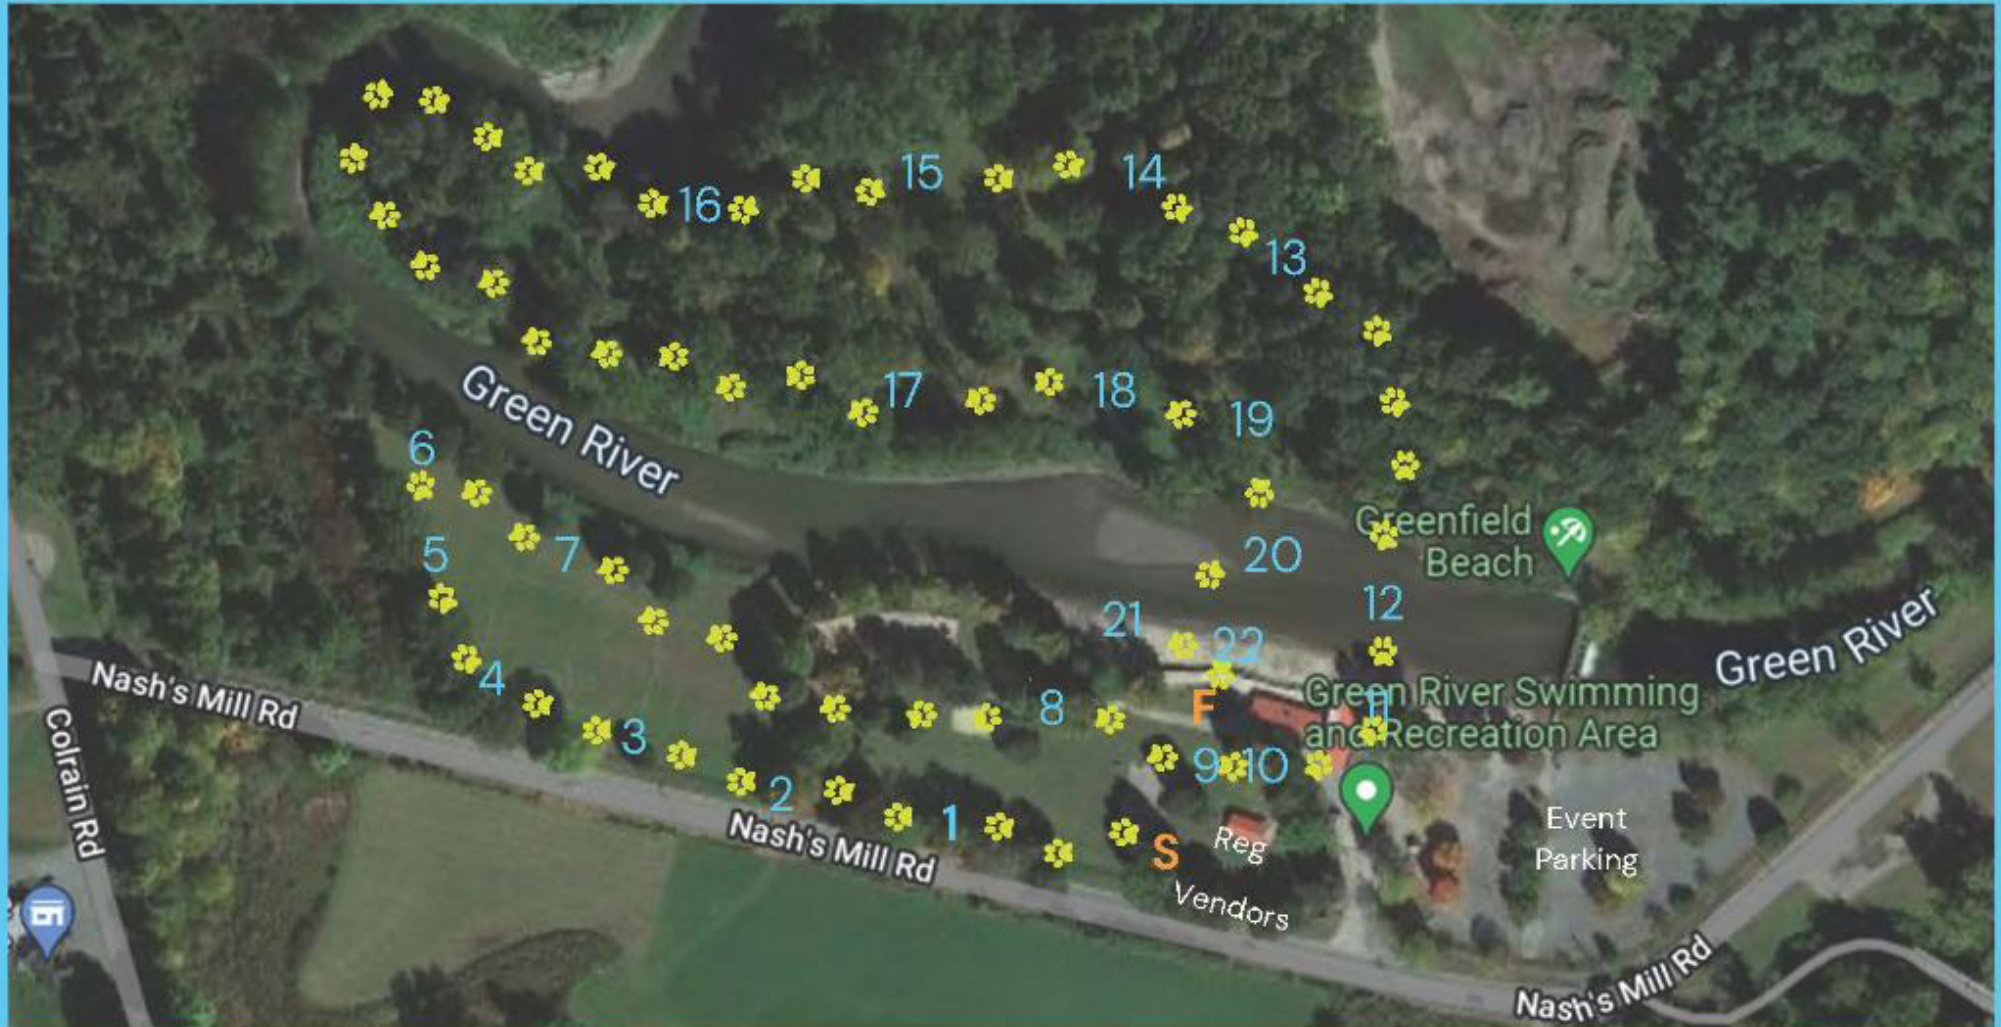 16
15
14
13
17
18
19
Green River
6
5
7
4
3
2
1
8
9
10
20
21
22
12
11
F
S
Greenfield
Beach
Green River
Green River Swimming
and Recreation Area
Reg
Vendors
Event
Parking
Nash's Mill Rd
Colrain Rd
Nash's Mill Rd
Nash's Mill Rd